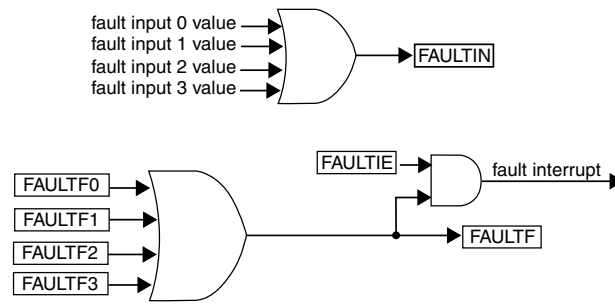 fault input 0 value
fault input 1 value
fault input 2 value
fault input 3 value
FAULTIN
FAULTIE
fault interrupt
FAULTF0
FAULTF1
FAULTF2
FAULTF3
FAULTF